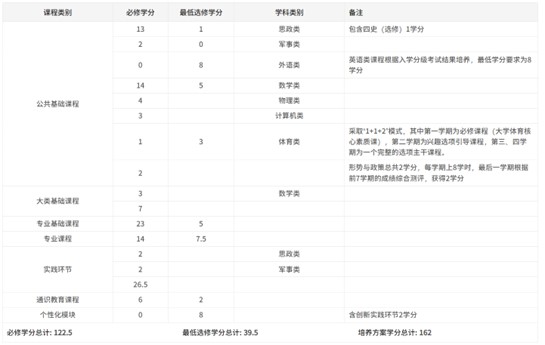 课程类别 必修学分 最低选修学分 学科类别 备注
公共基础课程 13 1 思政类 包含四史（选修）1学分
2 0 军事类
0 8 外语类 英语类课程根据入学分级考试结果培养，最低学分要求为8
学分
14 5 数学类
4 物理类
3 计算机类
1 3 体育类 采取“1+1+2”模式，其中第一学期为必修课程（大学体育核
心素质课），第二学期为兴趣选项引导课程，第三、四学
期为一个完整的选项主干课程。
2 形势与政策总共2学分，每学期上8学时，最后一学期根据
前7学期的成绩综合测评，获得2学分
大类基础课程 3 数学类
7
专业基础课程 23 5
专业课程 14 7.5
实践环节 2 思政类
2 军事类
26.5
通识教育课程 6 2
个性化模块 0 8 含创新实践环节2学分
必修学分总计: 122.5 最低选修学分总计: 39.5 培养方案学分总计: 162